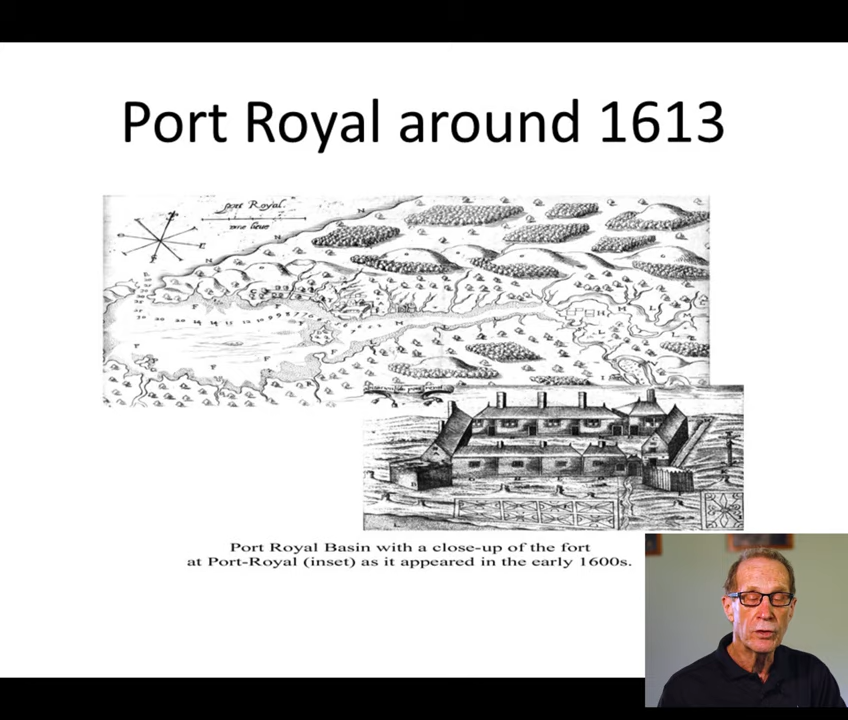 Port Royal around 1613
port Royal.
Port Royal Basin with a close-up of the fort
at Port-Royal (inset) as it appeared in the early 1600s.